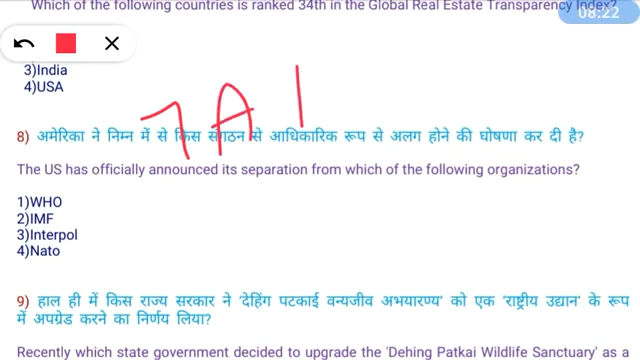 Which of the following countries is ranked 34th in the Global Real Estate Transparency Index?
08:22
3)India
4)USA
8) अमेरिका ने निम्न में से किस संगठन से आधिकारिक रूप से अलग होने की घोषणा कर दी है?
The US has officially announced its separation from which of the following organizations?
1)WHO
2)IMF
3)Interpol
4)Nato
9) हाल ही में किस राज्य सरकार ने 'देहिंग पटकाई वन्यजीव अभयारण्य' को एक 'राष्ट्रीय उद्यान' के रूप
में अपग्रेड करने का निर्णय लिया?
Recently which state government decided to upgrade the 'Dehing Patkai Wildlife Sanctuary' as a